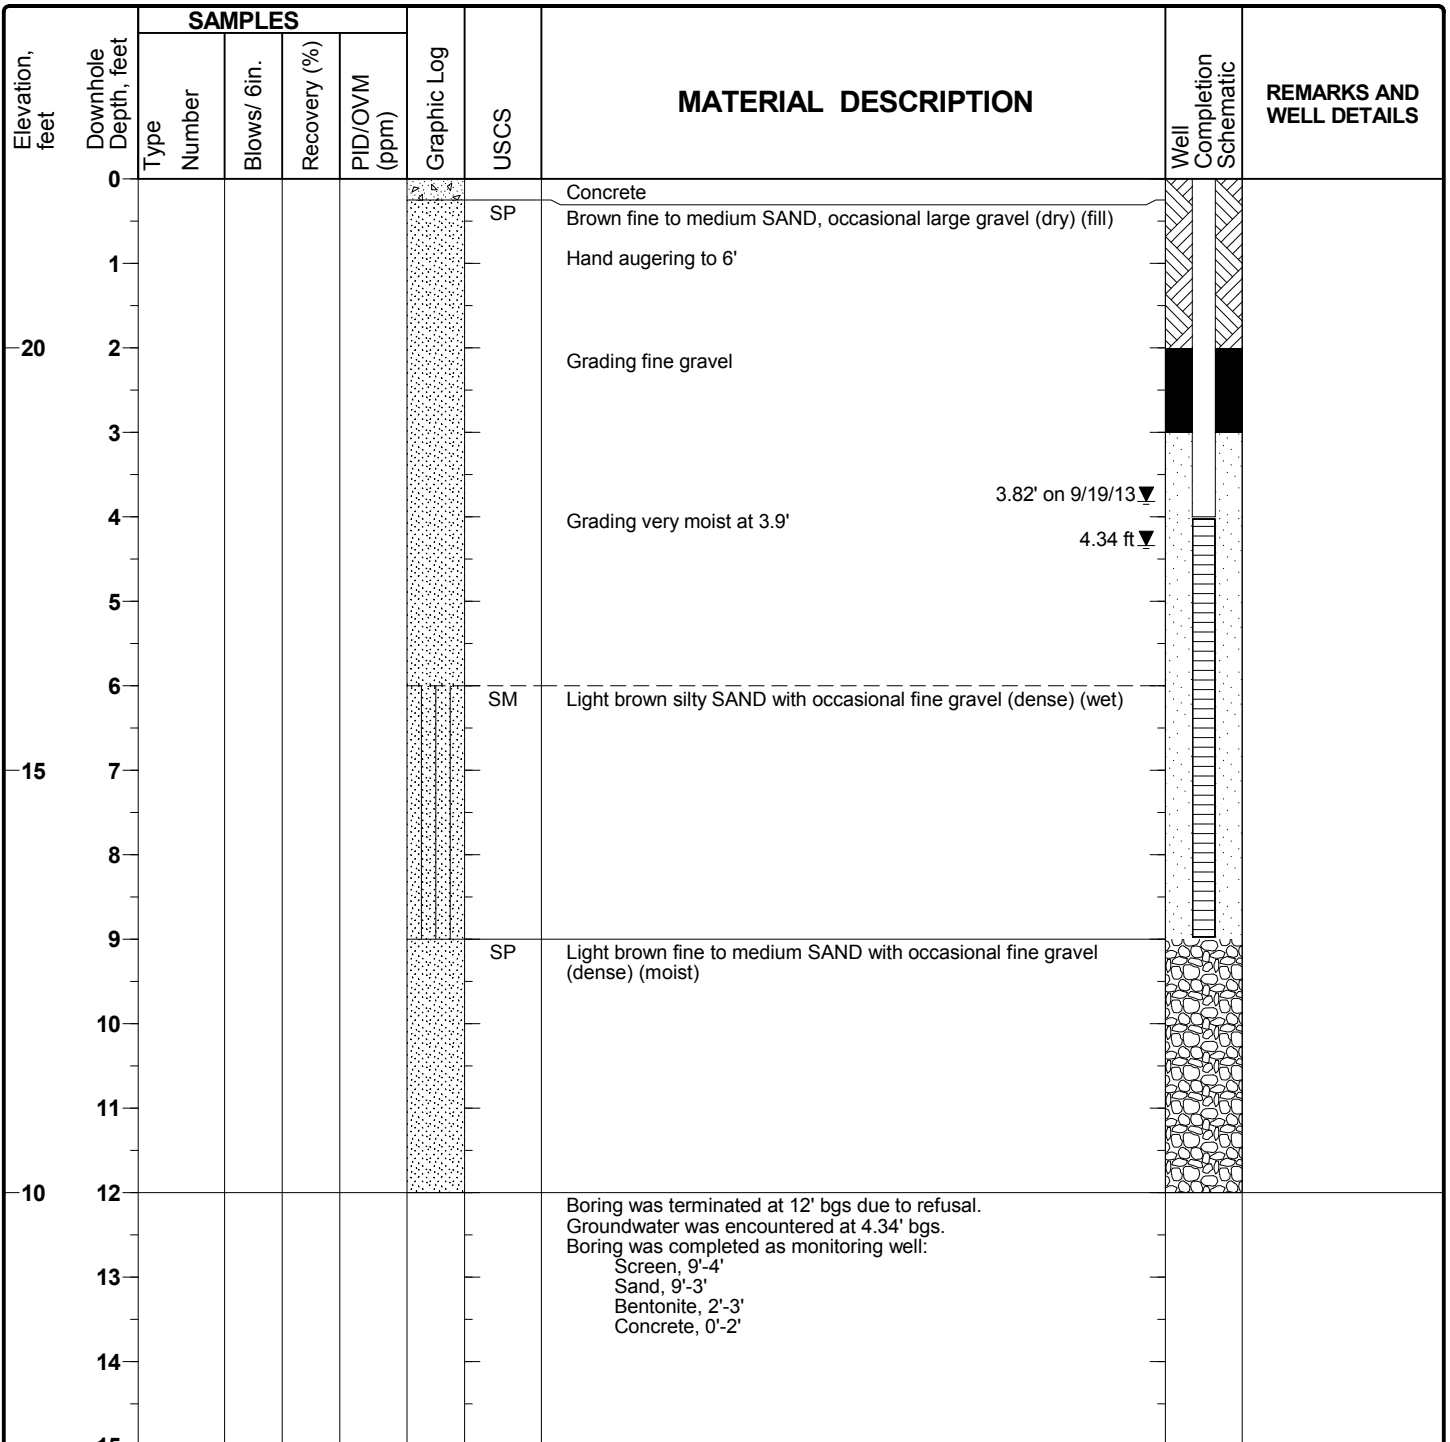 SAMPLES
Elevation,
feet
Downhole
Depth, feet
Type
Number
Blows/ 6in.
Recovery (%)
PID/OVM
(ppm)
Graphic Log
USCS
MATERIAL DESCRIPTION
Well
Completion
Schematic
REMARKS AND
WELL DETAILS
0
Concrete
SP
Brown fine to medium SAND, occasional large gravel (dry) (fill)
1
Hand augering to 6'
20
2
Grading fine gravel
3
3.82' on 9/19/13
4
Grading very moist at 3.9'
4.34 ft
5
6
SM
Light brown silty SAND with occasional fine gravel (dense) (wet)
15
7
8
9
SP
Light brown fine to medium SAND with occasional fine gravel
(dense) (moist)
10
11
10
12
Boring was terminated at 12' bgs due to refusal.
Groundwater was encountered at 4.34' bgs.
Boring was completed as monitoring well:
Screen, 9'-4'
13
Sand, 9'-3'
Bentonite, 2'-3'
Concrete, 0'-2'
14
15